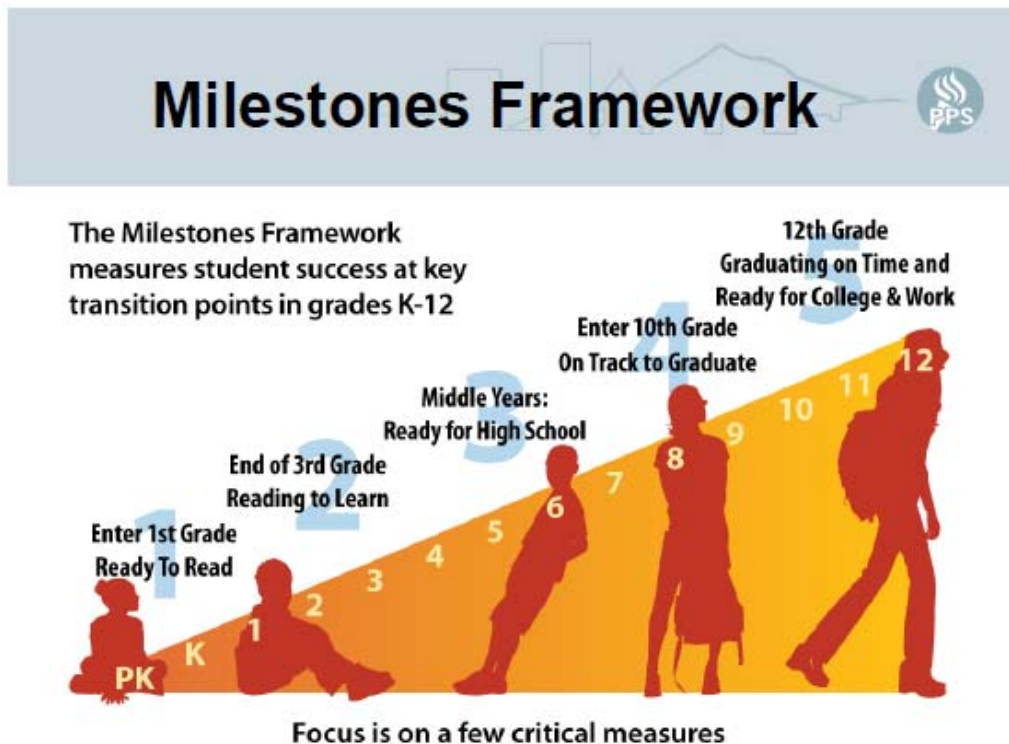 Milestones Framework
PPS
The Milestones Framework
measures student success at key
transition points in grades K-12
1
Enter 1st Grade
Ready To Read
2
End of 3rd Grade
Reading to Learn
3
Middle Years:
Ready for High School
4
Enter 10th Grade
On Track to Graduate
5
12th Grade
Graduating on Time and
Ready for College & Work
PK
K
1
2
3
4
5
6
7
8
9
10
11
12
Focus is on a few critical measures